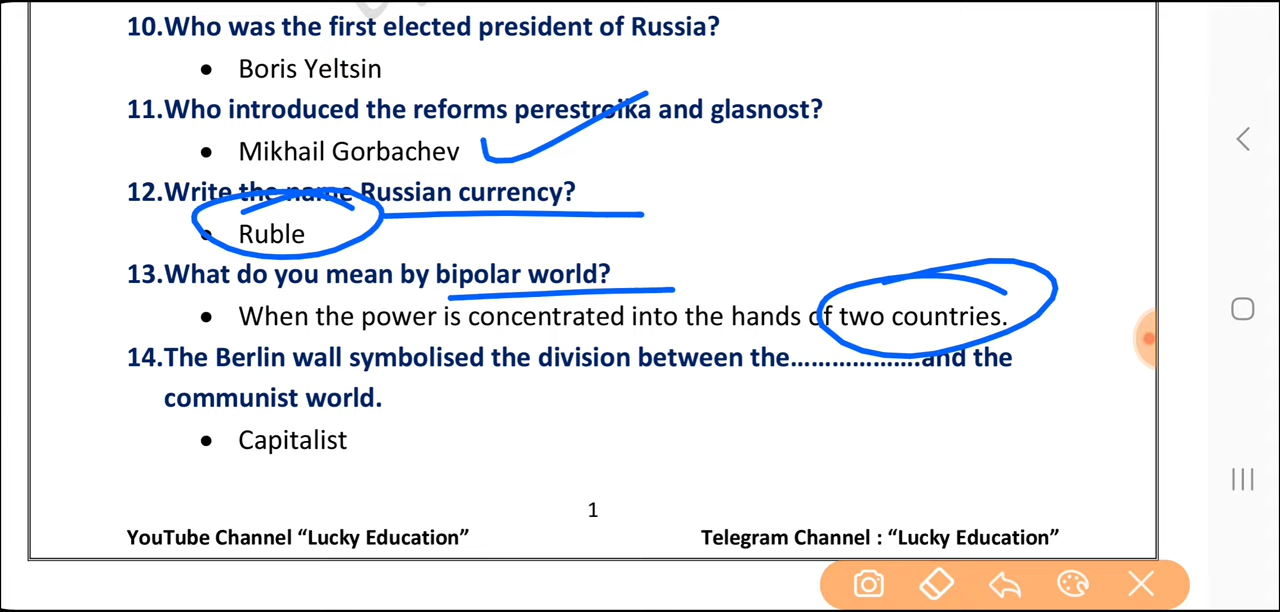 10.Who was the first elected president of Russia?
• Boris Yeltsin
11.Who introduced the reforms perestroika and glasnost?
• Mikhail Gorbachev
12.Write the name Russian currency?
• Ruble
13.What do you mean by bipolar world?
• When the power is concentrated into the hands of two countries.
14.The Berlin wall symbolised the division between the………………..and the
communist world.
• Capitalist
1
YouTube Channel “Lucky Education” Telegram Channel : “Lucky Education”